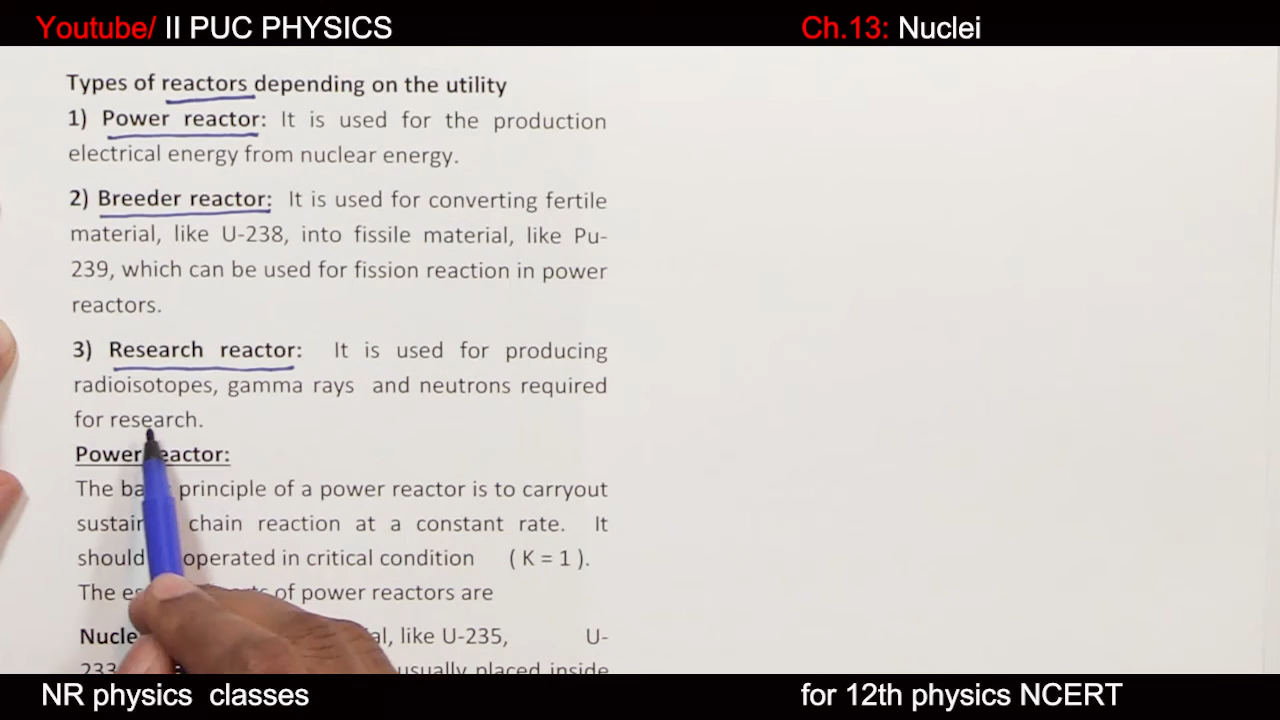 Youtube/ II PUC PHYSICS
Ch.13: Nuclei
Types of reactors depending on the utility
1) Power reactor: It is used for the production
electrical energy from nuclear energy.
2) Breeder reactor: It is used for converting fertile
material, like U-238, into fissile material, like Pu-
239, which can be used for fission reaction in power
reactors.
3) Research reactor: It is used for producing
radioisotopes, gamma rays and neutrons required
for research.
Power reactor:
The principle of a power reactor is to carryout
chain reaction at a constant rate. It
should operated in critical condition ( K = 1 ).
The of power reactors are
like U-235, U-
usually placed inside
NR physics classes
for 12th physics NCERT